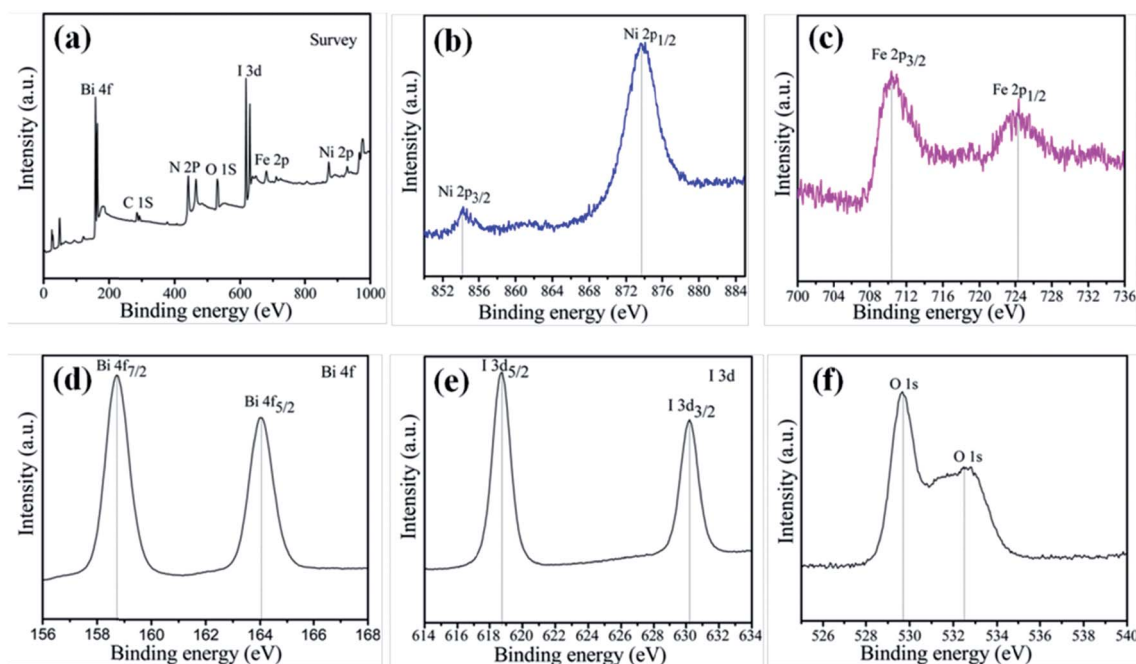 (a)
Survey
Bi 4f
I 3d
C 1S
N 2P
O 1S
Fe 2p
Ni 2p
Intensity (a.u.)
0 200 400 600 800 1000
Binding energy (eV)
(b)
Ni 2p1/2
Ni 2p3/2
Intensity (a.u.)
852 856 860 864 868 872 876 880 884
Binding energy (eV)
(c)
Fe 2p3/2
Fe 2p1/2
Intensity (a.u.)
700 704 708 712 716 720 724 728 732 736
Binding energy (eV)
(d)
Bi 4f7/2
Bi 4f
Bi 4f5/2
Intensity (a.u.)
156 158 160 162 164 166 168
Binding energy (eV)
(e)
I 3d5/2
I 3d
I 3d3/2
Intensity (a.u.)
614 616 618 620 622 624 626 628 630 632 634
Binding energy (eV)
(f)
O 1s
O 1s
Intensity (a.u.)
526 528 530 532 534 536 538 540
Binding energy (eV)